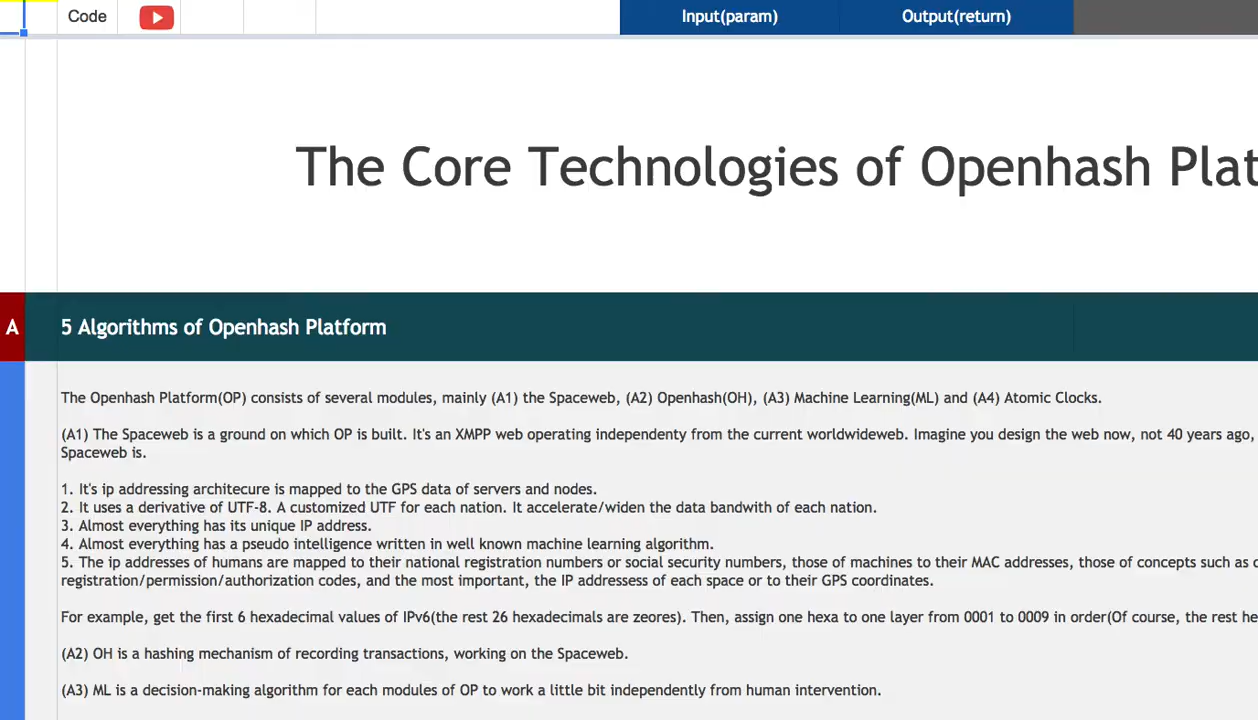 Code
Input(param)
Output(return)
The Core Technologies of Openhash
A
5 Algorithms of Openhash Platform
The Openhash Platform(OP) consists of several modules, mainly (A1) the Spaceweb, (A2) Openhash(OH), (A3) Machine Learning(ML) and (A4) Atomic Clocks.
(A1) The Spaceweb is a ground on which OP is built. It's an XMPP web operating independenty from the current worldwideweb. Imagine you design the web now, not 40 years ago,
Spaceweb is.
1. It's ip addressing architecure is mapped to the GPS data of servers and nodes.
2. It uses a derivative of UTF-8. A customized UTF for each nation. It accelerate/widen the data bandwith of each nation.
3. Almost everything has its unique IP address.
4. Almost everything has a pseudo intelligence written in well known machine learning algorithm.
5. The ip addresses of humans are mapped to their national registration numbers or social security numbers, those of machines to their MAC addresses, those of concepts such as
registration/permission/authorization codes, and the most important, the IP addressess of each space or to their GPS coordinates.
For example, get the first 6 hexadecimal values of IPv6(the rest 26 hexadecimals are zeores). Then, assign one hexa to one layer from 0001 to 0009 in order(Of course, the rest
(A2) OH is a hashing mechanism of recording transactions, working on the Spaceweb.
(A3) ML is a decision-making algorithm for each modules of OP to work a little bit independently from human intervention.